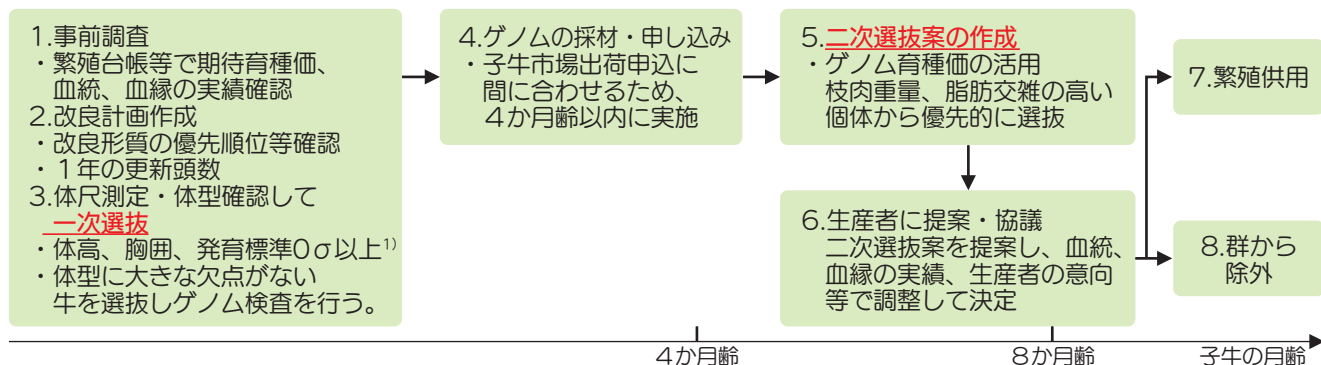 1.事前調査
・繁殖台帳等で期待育種価、
血統、血縁の実績確認
2.改良計画作成
・改良形質の優先順位等確認
・１年の更新頭数
3.体尺測定・体型確認して
一次選抜
・体高、胸囲、発育標準0σ以上1)
・体型に大きな欠点がない
牛を選抜しゲノム検査を行う。
4.ゲノムの採材・申し込み
・子牛市場出荷申込に
間に合わせるため、
４か月齢以内に実施
5.二次選抜案の作成
・ゲノム育種価の活用
枝肉重量、脂肪交雑の高い
個体から優先的に選抜
6.生産者に提案・協議
二次選抜案を提案し、血統、
血縁の実績、生産者の意向
等で調整して決定
7.繁殖供用
8.群から
除外
４か月齢
８か月齢
子牛の月齢